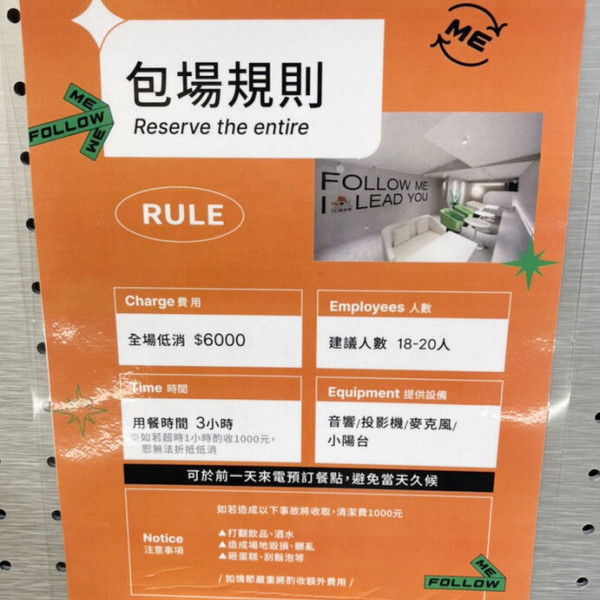 ME
包場規則
Reserve the entire
ME
FOLLOW
ME
FOLLOW ME
I LEAD YOU
RULE
Charge 費用
全場低消 $6000
Employees 人數
建議人數 18-20人
Time 時間
用餐時間 3小時
※如若超時1小時酌收1000元,
恕無法折抵低消
Equipment 提供設備
音響/投影機/麥克風/
小陽台
可於前一天來電預訂餐點,避免當天久候
如若造成以下事故將收取,清潔費1000元
Notice
注意事項
▲打翻飲品、酒水
▲造成場地毀損、髒亂
▲砸蛋糕、刮鬍泡等
/ 如情節嚴重將酌收額外費用 /
ME
FOLLOW